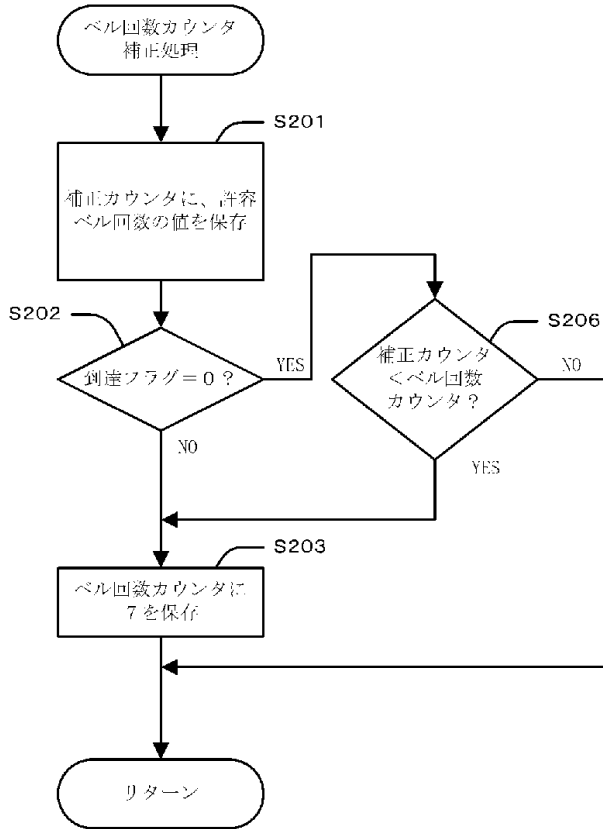 ベル回数カウンタ
補正処理
S201
補正カウンタに、許容
ベル回数の値を保存
S202
到達フラグ＝０？
YES
NO
S206
補正カウンタ
＜ベル回数
カウンタ？
NO
YES
S203
ベル回数カウンタに
７を保存
リターン